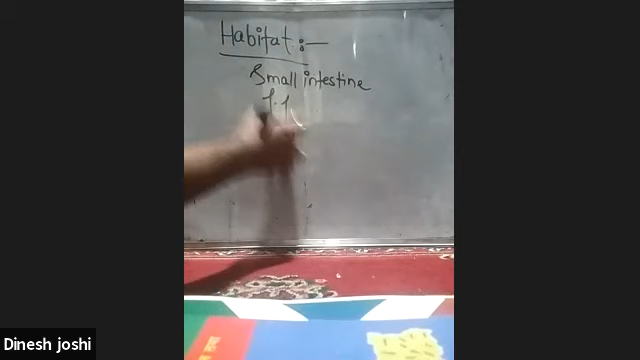 Habitat :—
Small intestine
Dinesh joshi